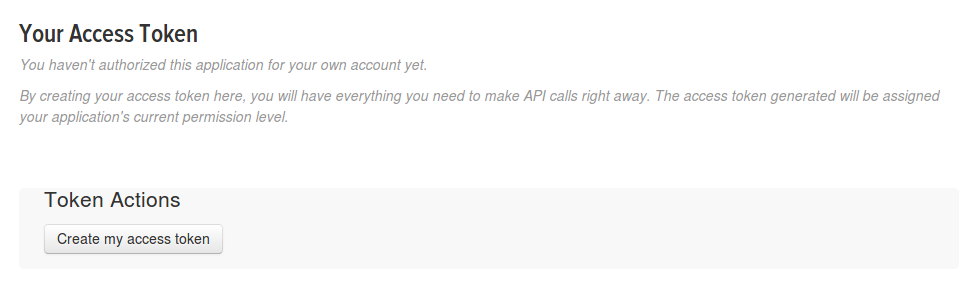 Your Access Token
You haven't authorized this application for your own account yet.
By creating your access token here, you will have everything you need to make API calls right away. The access token generated will be assigned
your application's current permission level.
Token Actions
Create my access token